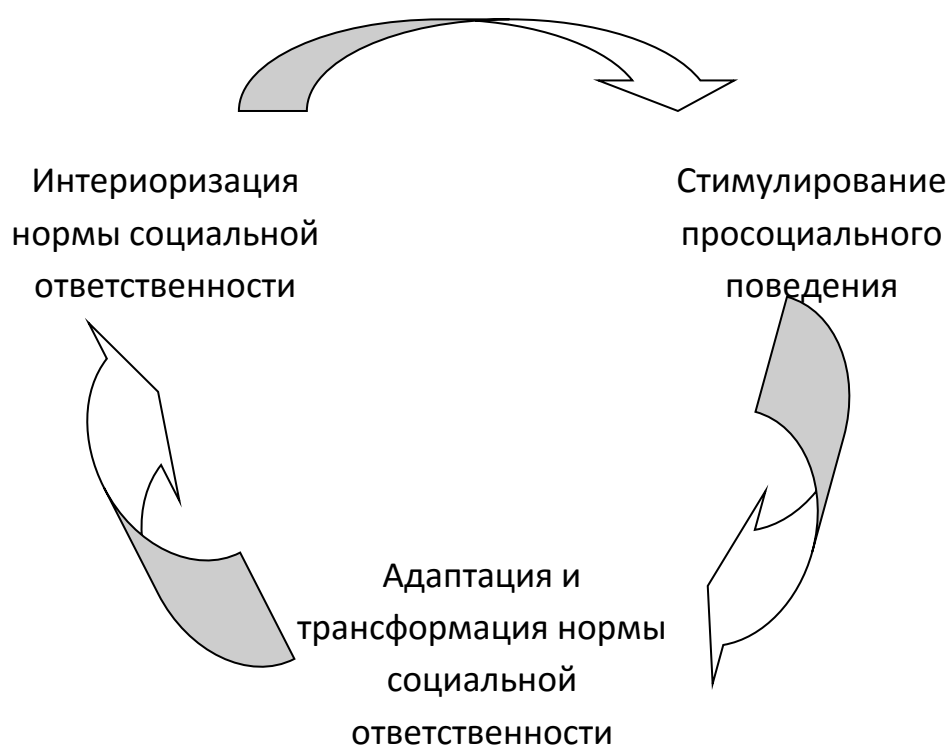 Интериоризация
нормы социальной
ответственности
Стимулирование
просоциального
поведения
Адаптация и
трансформация нормы
социальной
ответственности